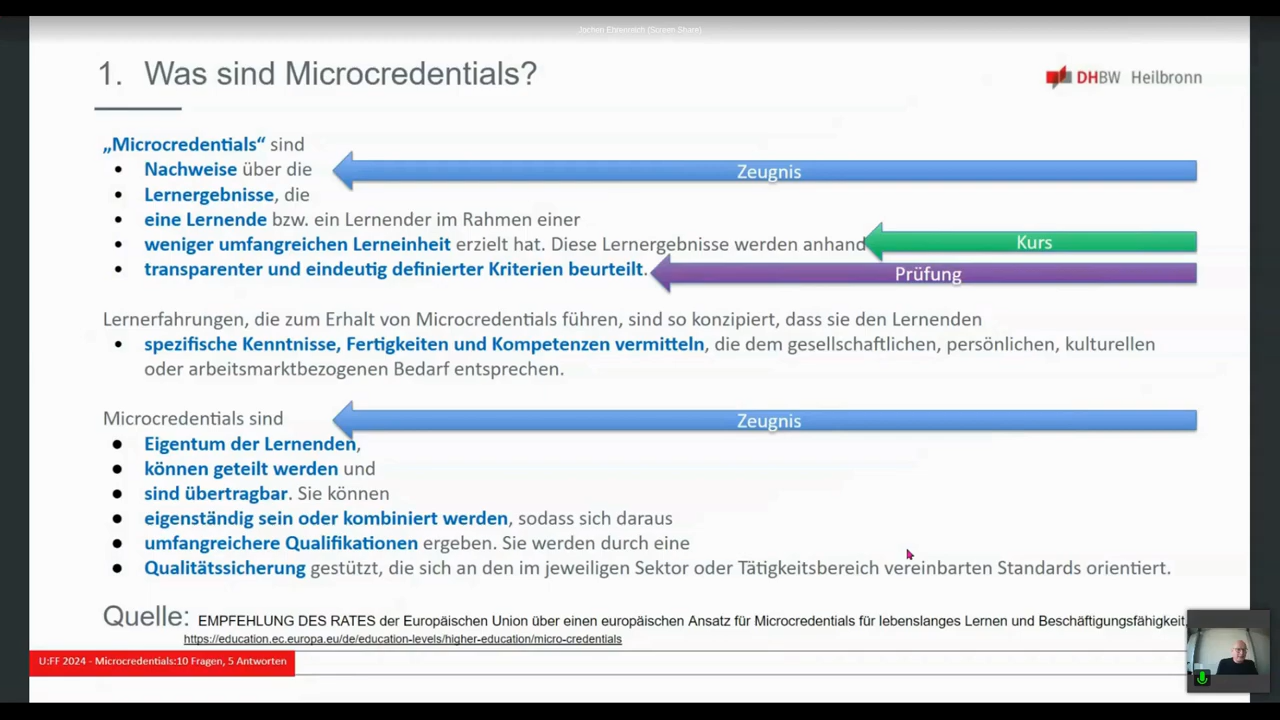 Jochen Ehrenreich (Screen Share)
1. Was sind Microcredentials?
DHBW Heilbronn
„Microcredentials“ sind
• Nachweise über die
Zeugnis
• Lernergebnisse, die
• eine Lernende bzw. ein Lernender im Rahmen einer
• weniger umfangreichen Lerneinheit erzielt hat. Diese Lernergebnisse werden anhand
Kurs
• transparenter und eindeutig definierter Kriterien beurteilt.
Prüfung
Lernerfahrungen, die zum Erhalt von Microcredentials führen, sind so konzipiert, dass sie den Lernenden
• spezifische Kenntnisse, Fertigkeiten und Kompetenzen vermitteln, die dem gesellschaftlichen, persönlichen, kulturellen
oder arbeitsmarktbezogenen Bedarf entsprechen.
Microcredentials sind
Zeugnis
● Eigentum der Lernenden,
● können geteilt werden und
● sind übertragbar. Sie können
● eigenständig sein oder kombiniert werden, sodass sich daraus
● umfangreichere Qualifikationen ergeben. Sie werden durch eine
● Qualitätssicherung gestützt, die sich an den im jeweiligen Sektor oder Tätigkeitsbereich vereinbarten Standards orientiert.
Quelle: EMPFEHLUNG DES RATES der Europäischen Union über einen europäischen Ansatz für Microcredentials für lebenslanges Lernen und Beschäftigungsfähigkeit.
https://education.ec.europa.eu/de/education-levels/higher-education/micro-credentials
U:FF 2024 - Microcredentials:10 Fragen, 5 Antworten